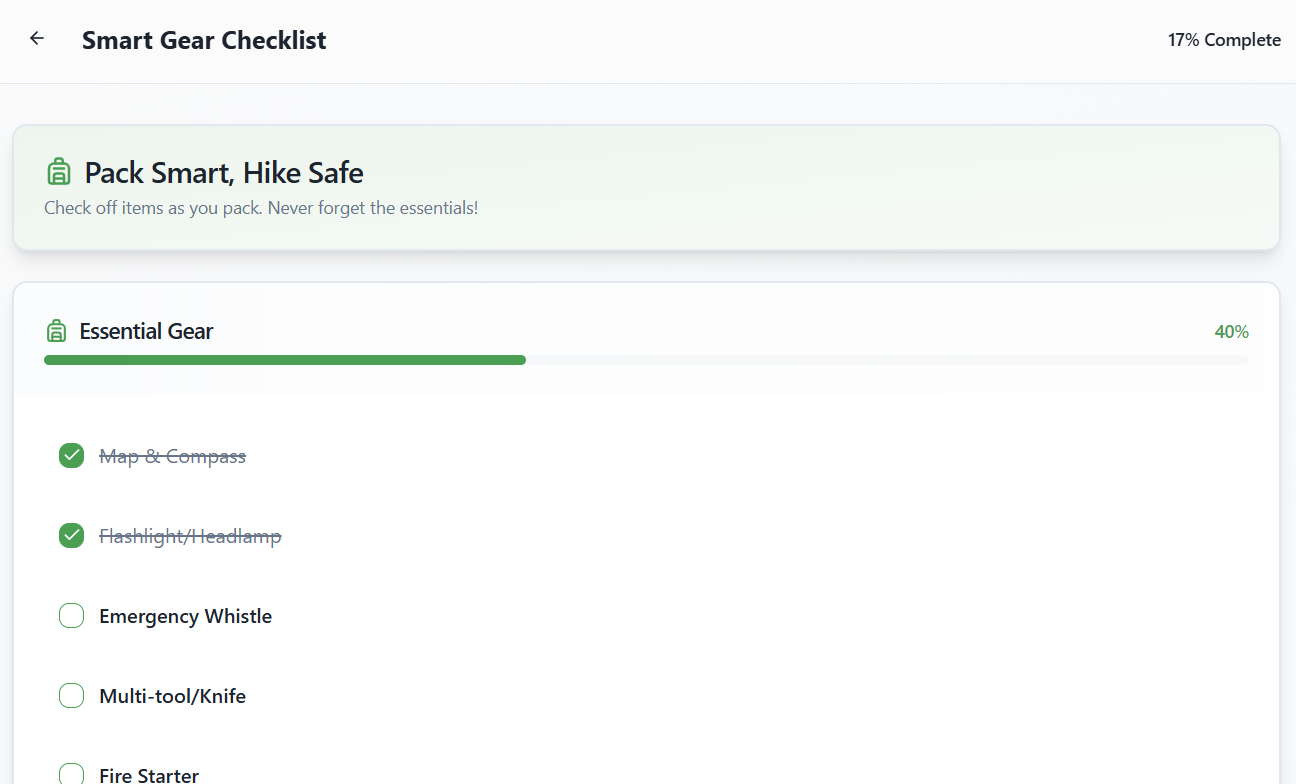 Smart Gear Checklist
17% Complete
Pack Smart, Hike Safe
Check off items as you pack. Never forget the essentials!
Essential Gear
40%
Map & Compass
Flashlight/Headlamp
Emergency Whistle
Multi-tool/Knife
Fire Starter